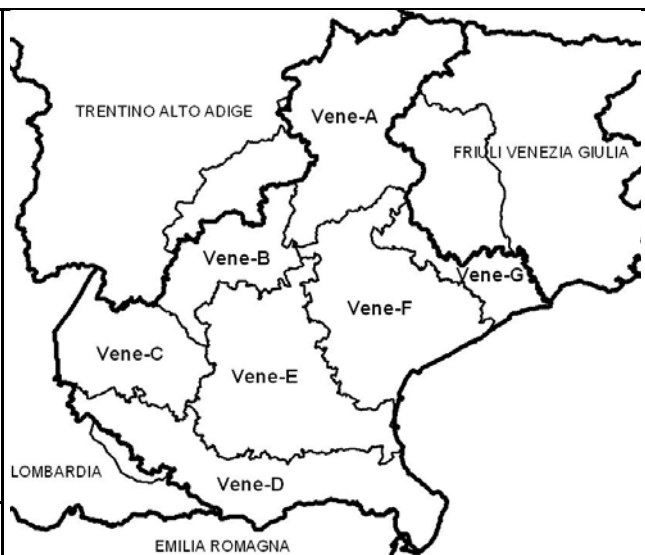 Vene-A
TRENTINO ALTO ADIGE
FRIULI VENEZIA GIULIA
Vene-B
Vene-G
Vene-F
Vene-C
Vene-E
LOMBARDIA
Vene-D
EMILIA ROMAGNA